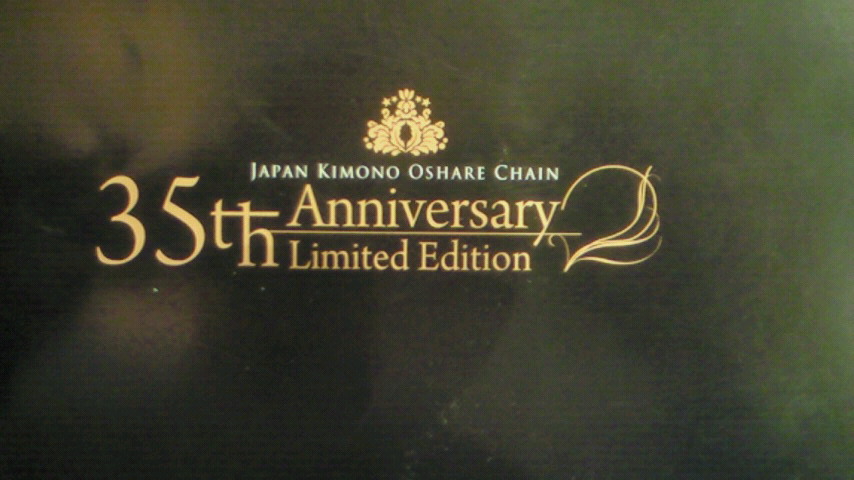 JAPAN KIMONO OSHARE CHAIN
35th Anniversary
Limited Edition